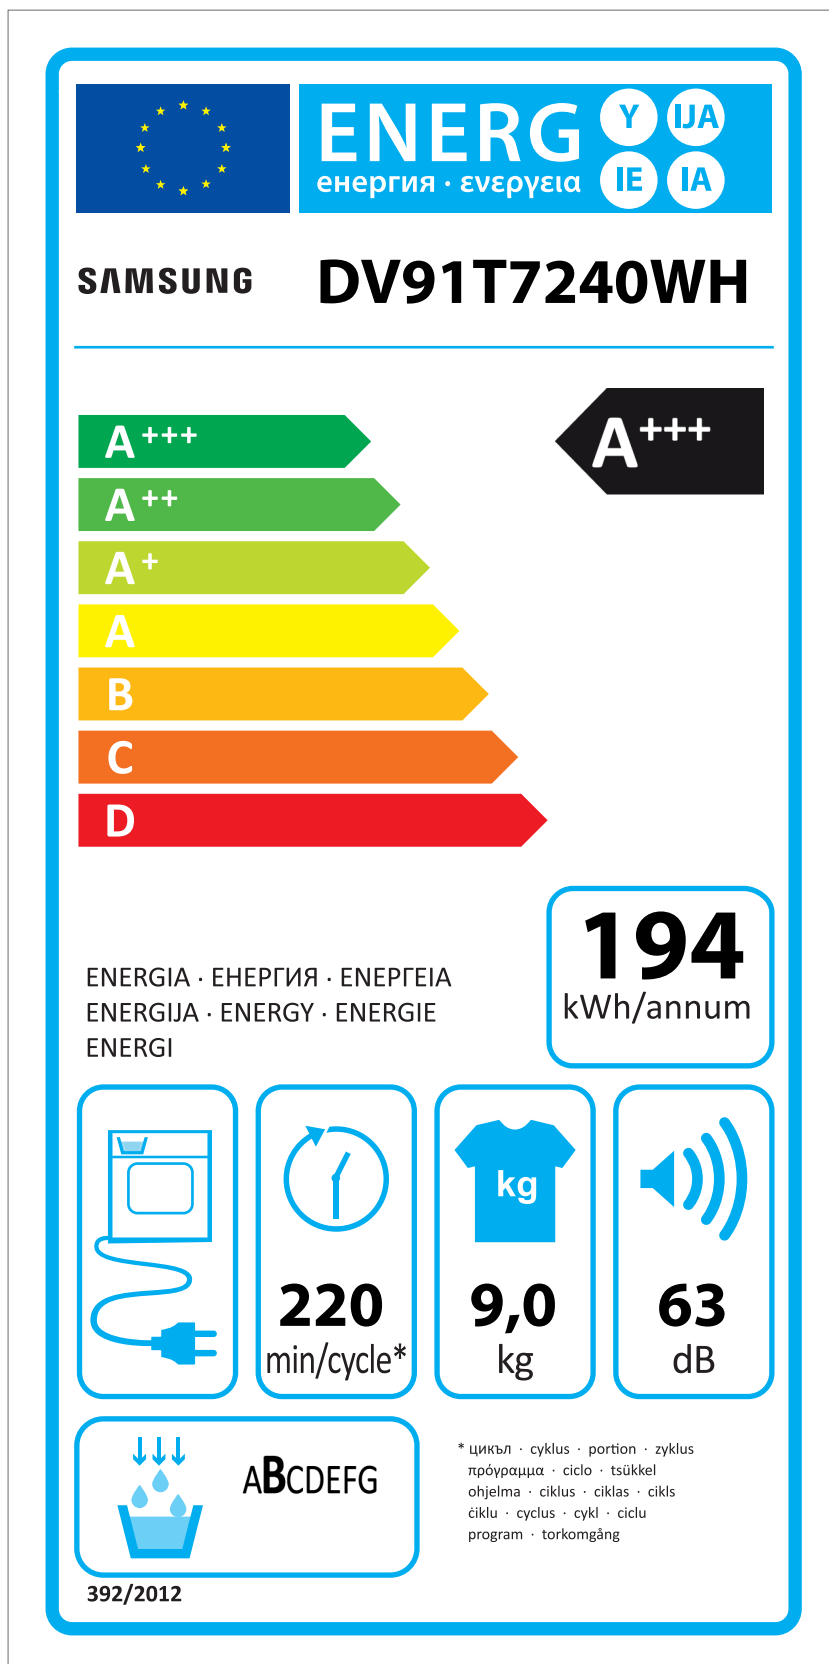 ENERG Y IJA
енергия · ενεργεια IE IA
SAMSUNG DV91T7240WH
A+++
A+++
A++
A+
A
B
C
D
194
kWh/annum
ENERGIA · ЕНЕРГИЯ · ΕΝΕΡΓΕΙΑ
ENERGIJA · ENERGY · ENERGIE
ENERGI
kg
220
min/cycle*
9,0
kg
63
dB
ABCDEFG
* цикъл · cyklus · portion · zyklus
πρόγραμμα · ciclo · tsükkel
ohjelma · ciklus · ciklas · cikls
ċiklu · cyclus · cykl · ciclu
program · torkomgång
392/2012